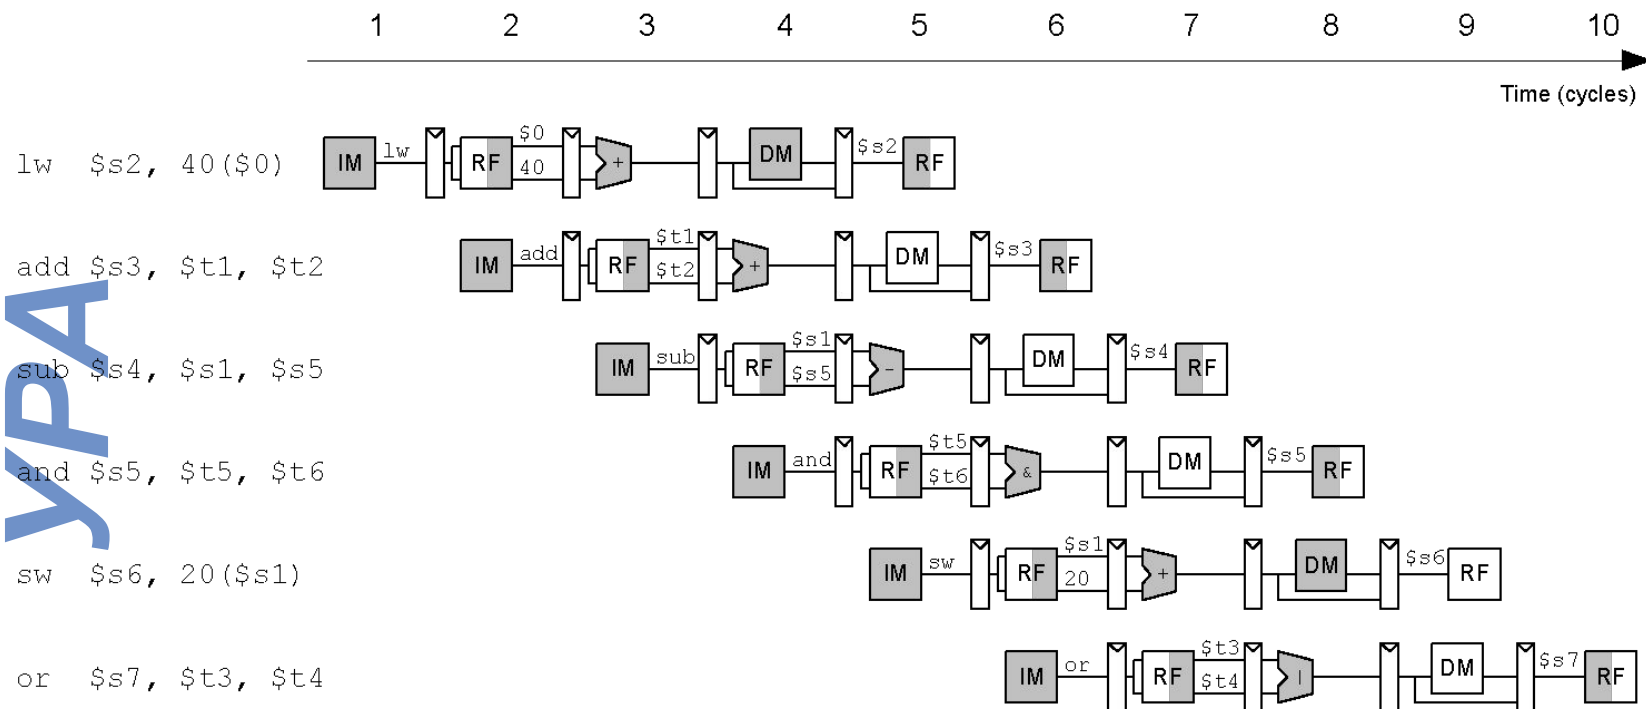 1 2 3 4 5 6 7 8 9 10
Time (cycles)
lw $s2, 40($0) IM lw RF $0 40 + DM $s2 RF
add $s3, $t1, $t2 IM add RF $t1 $t2 + DM $s3 RF
sub $s4, $s1, $s5 IM sub RF $s1 $s5 - DM $s4 RF
and $s5, $t5, $t6 IM and RF $t5 $t6 & DM $s5 RF
sw $s6, 20($s1) IM sw RF $s1 20 + DM $s6 RF
or $s7, $t3, $t4 IM or RF $t3 $t4 | DM $s7 RF
УРА